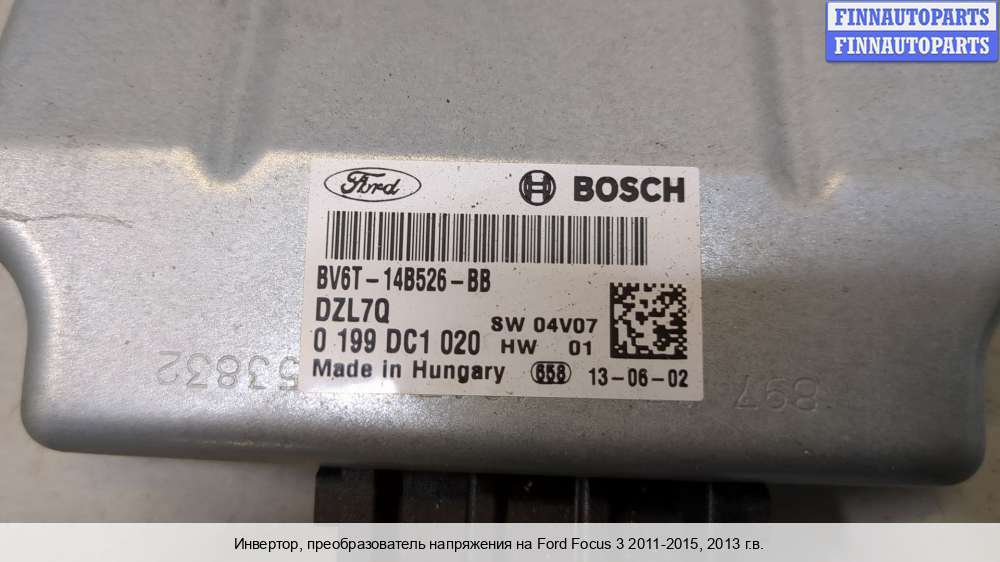 FINNAUTOPARTS
FINNAUTOPARTS
Ford BOSCH
BV6T-14B526-BB
DZL7Q
SW 04V07
0 199 DC1 020 HW 01
Made in Hungary 658 13-06-02
53832
897
Инвертор, преобразователь напряжения на Ford Focus 3 2011-2015, 2013 г.в.